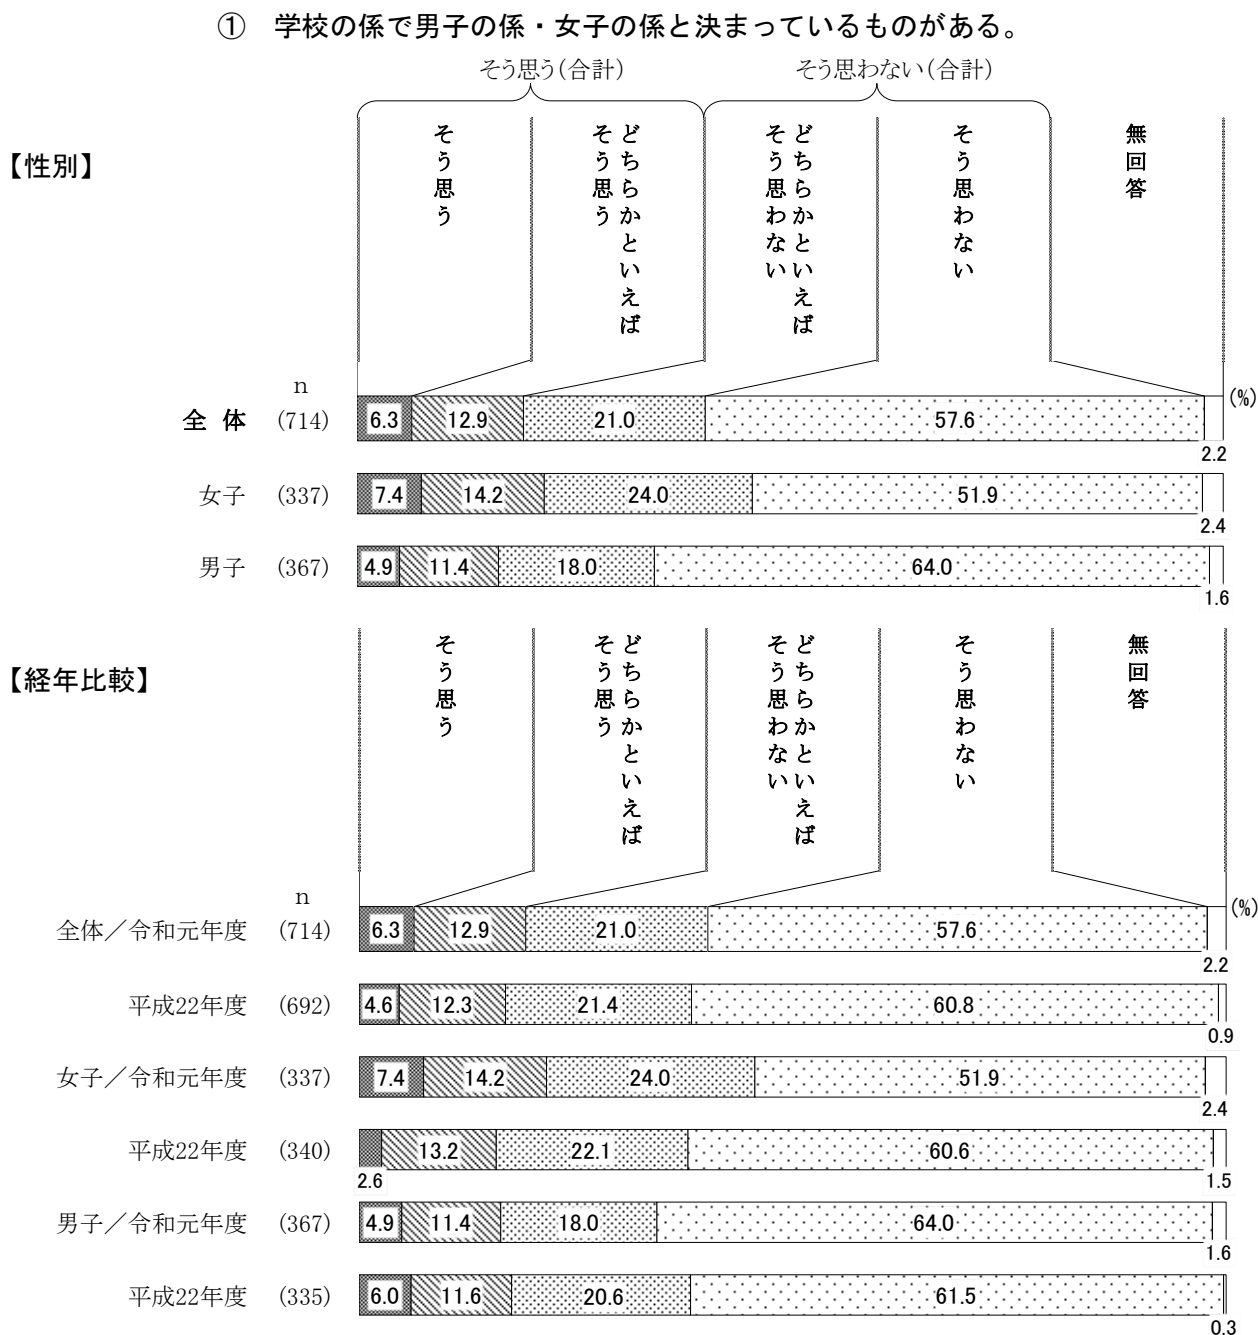 ① 学校の係で男子の係・女子の係と決まっているものがある。
そう思う(合計) そう思わない(合計)
【性別】
そう思う
どちらかといえば
そう思う
どちらかといえば
そう思わない
そう思わない
無回答
n
(%)
全 体 (714) 6.3 12.9 21.0 57.6 2.2
女子 (337) 7.4 14.2 24.0 51.9 2.4
男子 (367) 4.9 11.4 18.0 64.0 1.6
【経年比較】
そう思う
どちらかといえば
そう思う
どちらかといえば
そう思わない
そう思わない
無回答
n
(%)
全体/令和元年度 (714) 6.3 12.9 21.0 57.6 2.2
平成22年度 (692) 4.6 12.3 21.4 60.8 0.9
女子/令和元年度 (337) 7.4 14.2 24.0 51.9 2.4
平成22年度 (340) 2.6 13.2 22.1 60.6 1.5
男子/令和元年度 (367) 4.9 11.4 18.0 64.0 1.6
平成22年度 (335) 6.0 11.6 20.6 61.5 0.3